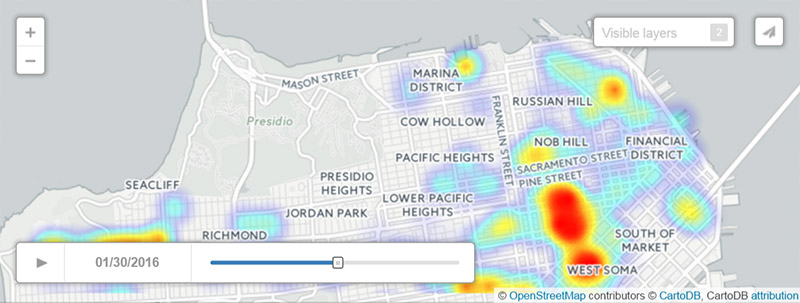 +
−
Visible layers 2
MASON STREET
MARINA
DISTRICT
Presidio
RUSSIAN HILL
FRANKLIN STREET
COW HOLLOW
NOB HILL
FINANCIAL
DISTRICT
PACIFIC HEIGHTS
SACRAMENTO STREET
PINE STREET
PRESIDIO
HEIGHTS
SEACLIFF
LOWER PACIFIC
HEIGHTS
JORDAN PARK
RICHMOND
SOUTH OF
MARKET
WEST SOMA
01/30/2016
© OpenStreetMap contributors © CartoDB, CartoDB attribution